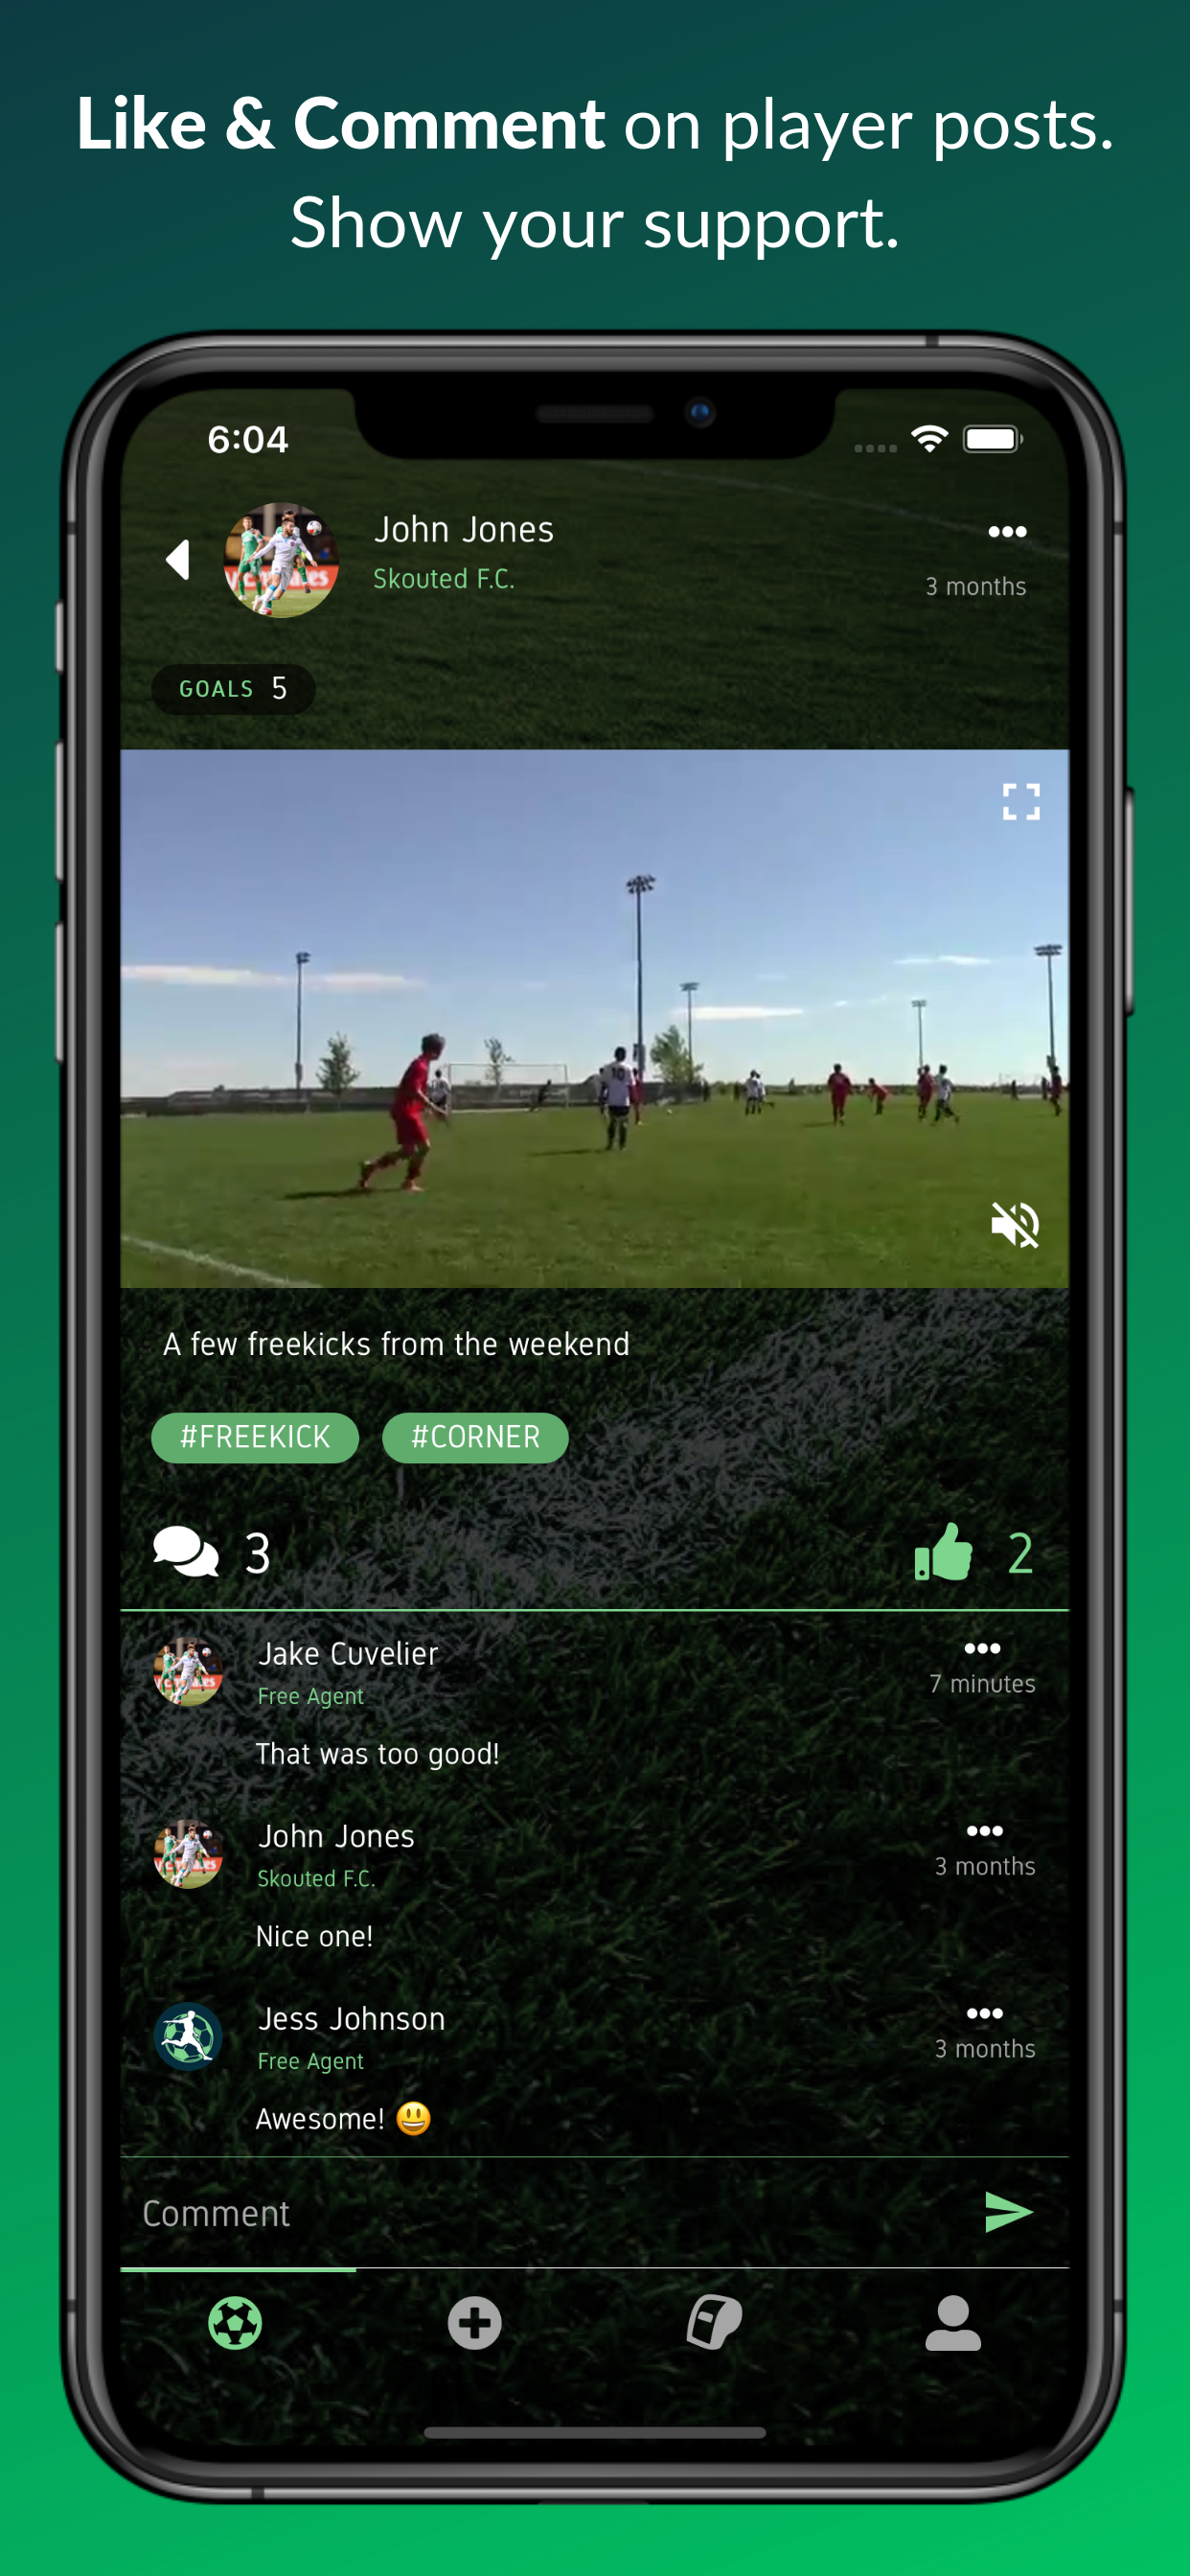 Like & Comment on player posts.
Show your support.
6:04
John Jones
Skouted F.C.
3 months
GOALS 5
A few freekicks from the weekend
#FREEKICK #CORNER
3
2
Jake Cuvelier
Free Agent
7 minutes
That was too good!
John Jones
Skouted F.C.
3 months
Nice one!
Jess Johnson
Free Agent
3 months
Awesome! 😃
Comment